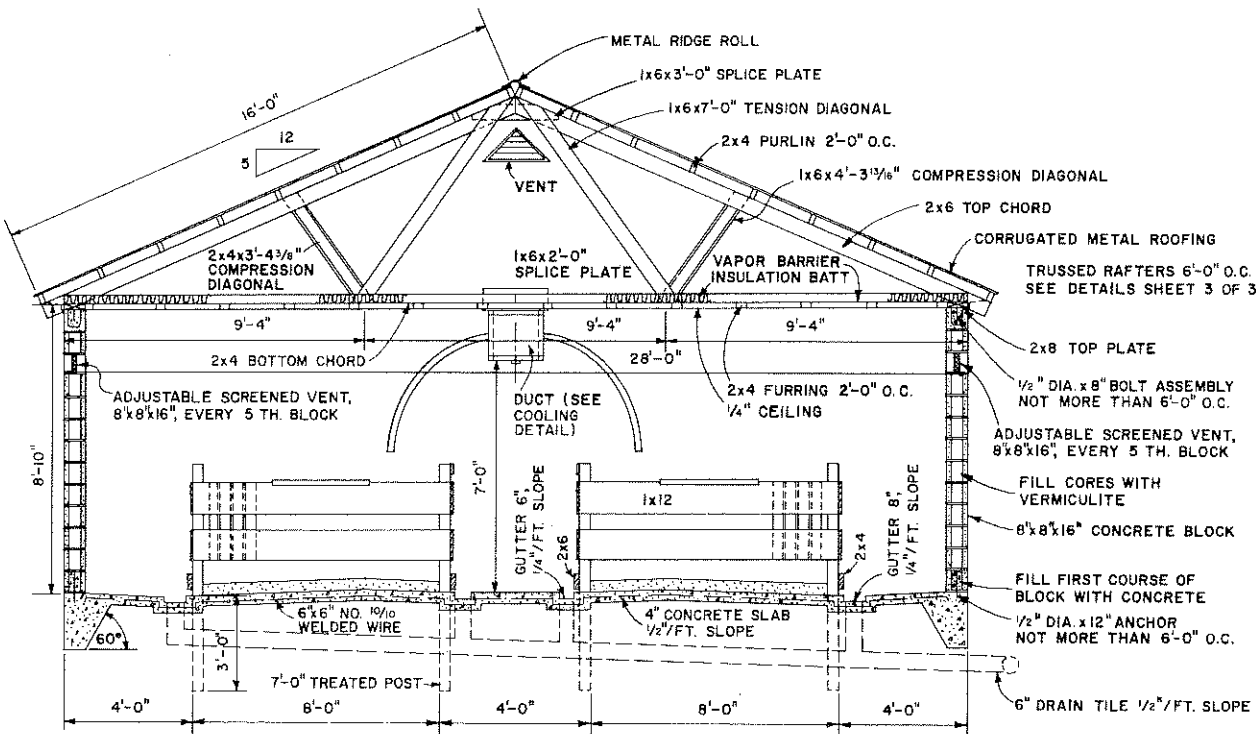 METAL RIDGE ROLL
1x6x3'-0" SPLICE PLATE
16'-0"
1x6x7'-0" TENSION DIAGONAL
12
5
2x4 PURLIN 2'-0" O.C.
VENT
1x6x4'-3 13/16" COMPRESSION DIAGONAL
2x6 TOP CHORD
CORRUGATED METAL ROOFING
2x4x3'-4 3/8"
COMPRESSION
DIAGONAL
1x6x2'-0"
SPLICE PLATE
VAPOR BARRIER
INSULATION BATT
TRUSSED RAFTERS 6'-0" O.C.
SEE DETAILS SHEET 3 OF 3
9'-4"
9'-4"
9'-4"
2x4 BOTTOM CHORD
28'-0"
2x8 TOP PLATE
ADJUSTABLE SCREENED VENT,
8"x8"x16", EVERY 5 TH. BLOCK
DUCT (SEE
COOLING
DETAIL)
2x4 FURRING 2'-0" O.C.
1/4" CEILING
1/2" DIA. x 8" BOLT ASSEMBLY
NOT MORE THAN 6'-0" O.C.
ADJUSTABLE SCREENED VENT,
8"x8"x16", EVERY 5 TH. BLOCK
8'-10"
7'-0"
GUTTER 6",
1/4"/FT. SLOPE
1x12
2x6
GUTTER 8",
1/4"/FT. SLOPE
2x4
FILL CORES WITH
VERMICULITE
8"x8"x16" CONCRETE BLOCK
FILL FIRST COURSE OF
BLOCK WITH CONCRETE
60°
6"x6" NO. 10/10
WELDED WIRE
4" CONCRETE SLAB
1/2"/FT. SLOPE
1/2" DIA. x 12" ANCHOR
NOT MORE THAN 6'-0" O.C.
3'-0"
7'-0" TREATED POST
4'-0"
8'-0"
4'-0"
8'-0"
4'-0"
6" DRAIN TILE 1/2"/FT. SLOPE